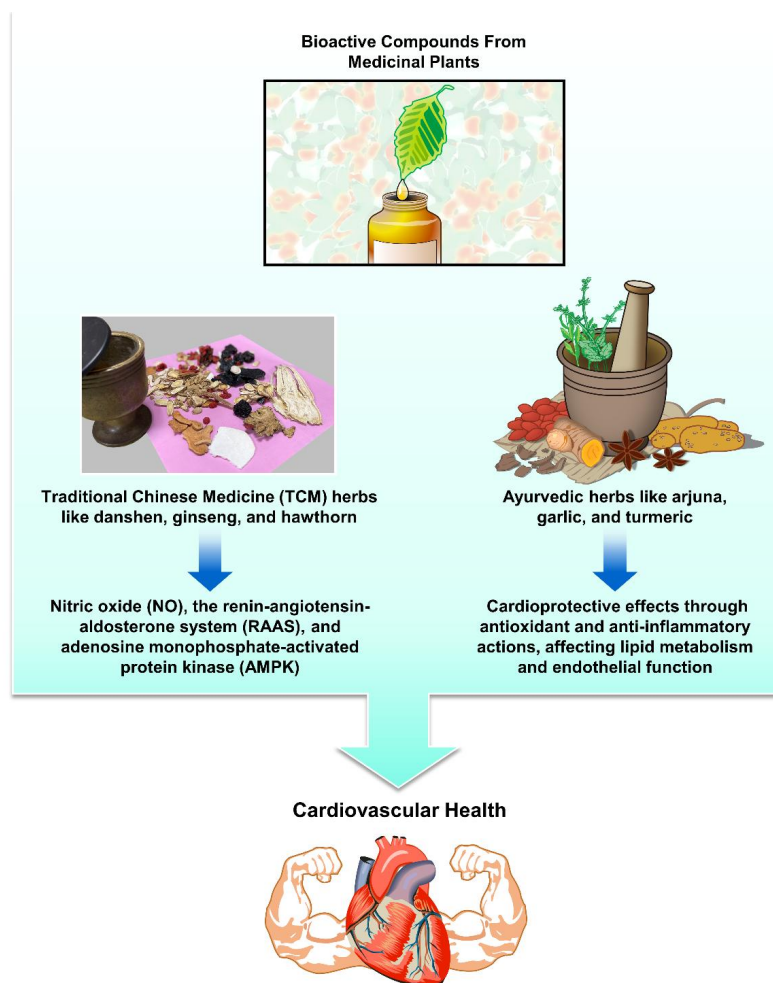 Bioactive Compounds From
Medicinal Plants
Traditional Chinese Medicine (TCM) herbs
like danshen, ginseng, and hawthorn
Ayurvedic herbs like arjuna,
garlic, and turmeric
Nitric oxide (NO), the renin-angiotensin-
aldosterone system (RAAS), and
adenosine monophosphate-activated
protein kinase (AMPK)
Cardioprotective effects through
antioxidant and anti-inflammatory
actions, affecting lipid metabolism
and endothelial function
Cardiovascular Health